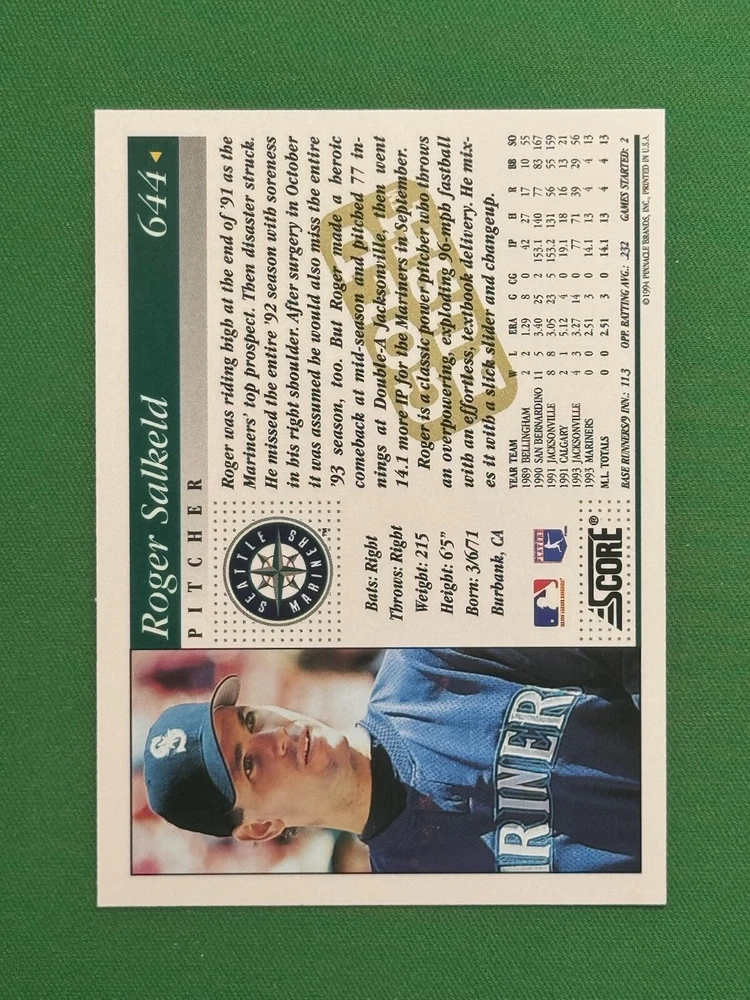 Roger Salkeld 644
PITCHER
SEATTLE MARINERS™
Bats: Right
Throws: Right
Weight: 215
Height: 6'5"
Born: 3/671
Burbank, CA
SCORE®
Roger was riding high at the end of '91 as the
Mariners' top prospect. Then disaster struck.
He missed the entire '92 season with soreness
in his right shoulder. After surgery in October
it was assumed he would also miss the entire
'93 season, too. But Roger made a heroic
comeback at mid-season and pitched 77 in-
nings at Double-A Jacksonville, then went
14.1 more IP for the Mariners in September.
Roger is a classic power pitcher who throws
an overpowering, exploding 96-mph fastball
with an effortless, textbook delivery. He mix-
es it with a slick slider and changeup.
YEAR TEAM W L ERA G CG IP H R BB SO
1989 BELLINGHAM 2 2 1.29 8 0 42 27 17 10 55
1990 SAN BERNARDINO 11 5 3.40 25 2 153.1 140 77 83 167
1991 JACKSONVILLE 8 8 3.05 23 5 153.2 131 56 55 159
1991 CALGARY 2 1 5.12 4 0 19.1 18 16 13 21
1993 JACKSONVILLE 4 3 3.27 14 0 77 71 39 29 56
1993 MARINERS 0 0 2.51 3 0 14.1 13 4 4 13
M.L. TOTALS 0 0 2.51 3 0 14.1 13 4 4 13
BASE RUNNERS/9 INN.: 11.3 OPP. BATTING AVG.: .232 GAMES STARTED: 2
©1994 PINNACLE BRANDS, INC., PRINTED IN U.S.A.
S
MARINER